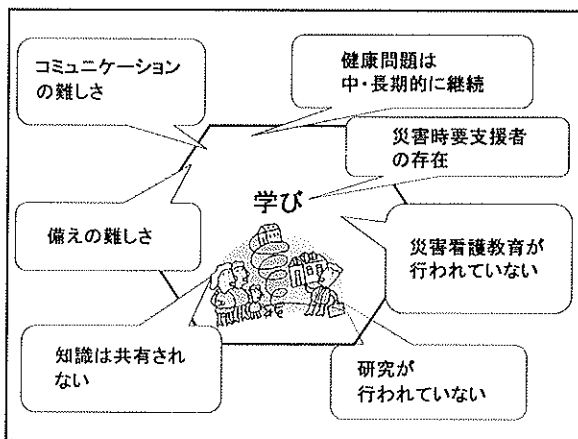 コミュニケーション
の難しさ
健康問題は
中・長期的に継続
災害時要支援者
の存在
学び
備えの難しさ
災害看護教育が
行われていない
知識は共有され
ない
研究が
行われていない